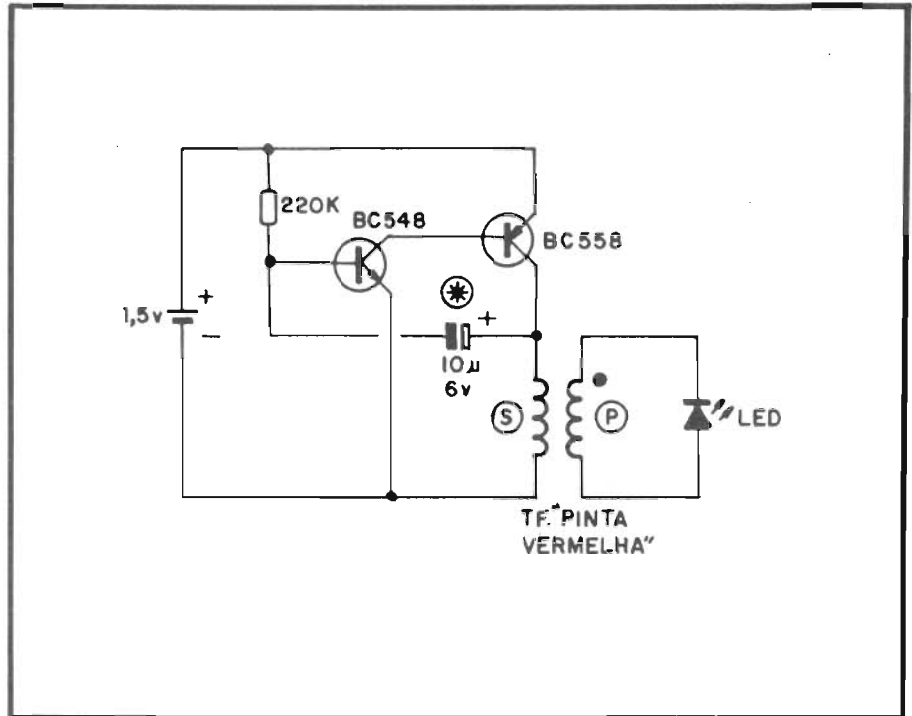 220K
BC548
BC558
1,5v
+
−
+
10µ
6v
S
P
LED
TF. "PINTA
VERMELHA"